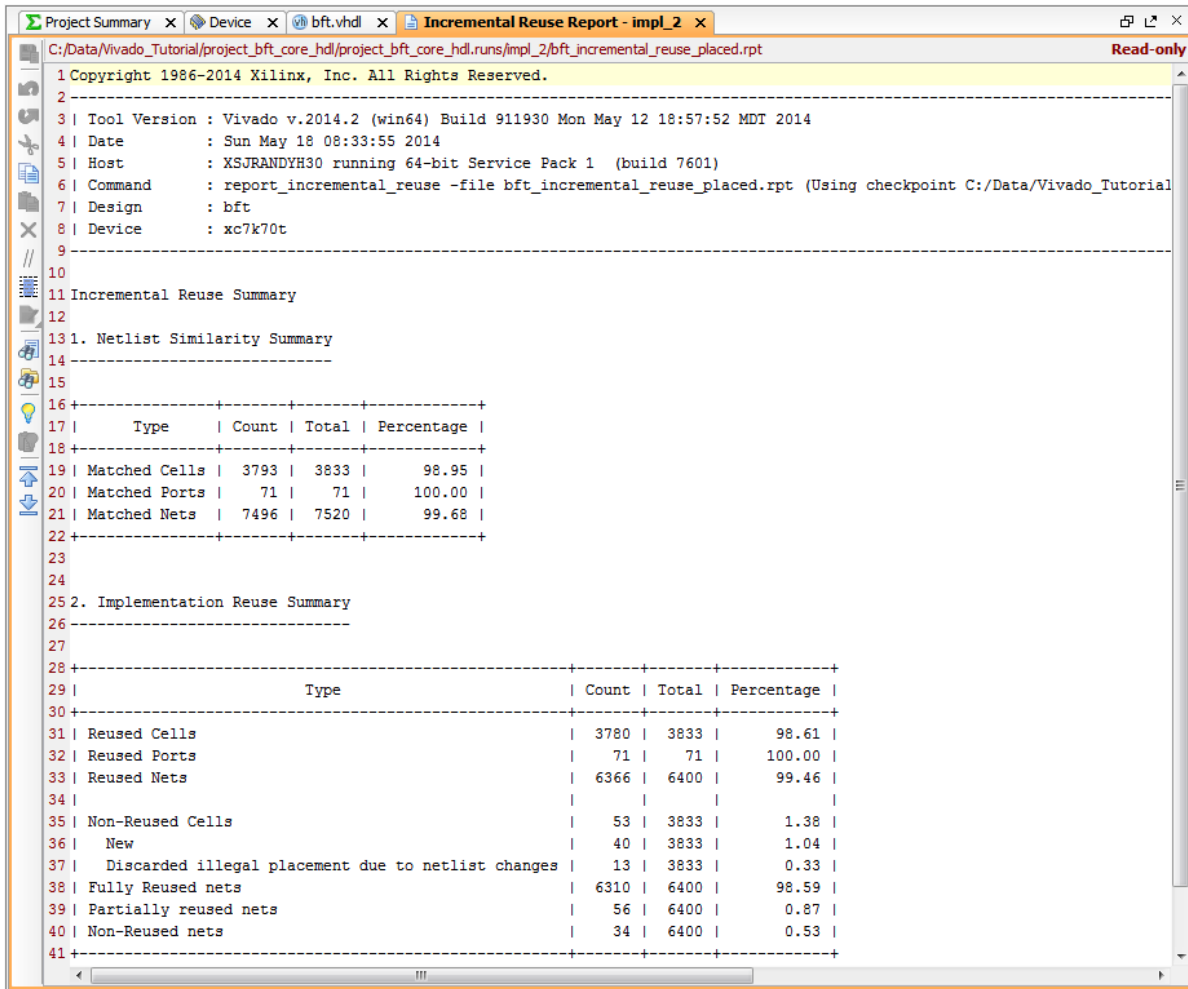 Project Summary x Device x bft.vhdl x Incremental Reuse Report - impl_2 x
C:/Data/Vivado_Tutorial/project_bft_core_hdl/project_bft_core_hdl.runs/impl_2/bft_incremental_reuse_placed.rpt Read-only
1 Copyright 1986-2014 Xilinx, Inc. All Rights Reserved.
2 ---------------------------------------------------------------------------------------------------------------------------
3 | Tool Version : Vivado v.2014.2 (win64) Build 911930 Mon May 12 18:57:52 MDT 2014
4 | Date         : Sun May 18 08:33:55 2014
5 | Host         : XSJRANDYH30 running 64-bit Service Pack 1  (build 7601)
6 | Command      : report_incremental_reuse -file bft_incremental_reuse_placed.rpt (Using checkpoint C:/Data/Vivado_Tutorial
7 | Design       : bft
8 | Device       : xc7k70t
9 ---------------------------------------------------------------------------------------------------------------------------
10
11 Incremental Reuse Summary
12
13 1. Netlist Similarity Summary
14 -----------------------------
15
16 +---------------+-------+-------+------------+
17 |      Type     | Count | Total | Percentage |
18 +---------------+-------+-------+------------+
19 | Matched Cells |  3793 |  3833 |      98.95 |
20 | Matched Ports |    71 |    71 |     100.00 |
21 | Matched Nets  |  7496 |  7520 |      99.68 |
22 +---------------+-------+-------+------------+
23
24
25 2. Implementation Reuse Summary
26 -------------------------------
27
28 +------------------------------------------------------+-------+-------+------------+
29 |                         Type                         | Count | Total | Percentage |
30 +------------------------------------------------------+-------+-------+------------+
31 | Reused Cells                                         |  3780 |  3833 |      98.61 |
32 | Reused Ports                                         |    71 |    71 |     100.00 |
33 | Reused Nets                                          |  6366 |  6400 |      99.46 |
34 |                                                      |       |       |            |
35 | Non-Reused Cells                                     |    53 |  3833 |       1.38 |
36 |   New                                                |    40 |  3833 |       1.04 |
37 |   Discarded illegal placement due to netlist changes |    13 |  3833 |       0.33 |
38 | Fully Reused nets                                    |  6310 |  6400 |      98.59 |
39 | Partially reused nets                                |    56 |  6400 |       0.87 |
40 | Non-Reused nets                                      |    34 |  6400 |       0.53 |
41 +------------------------------------------------------+-------+-------+------------+